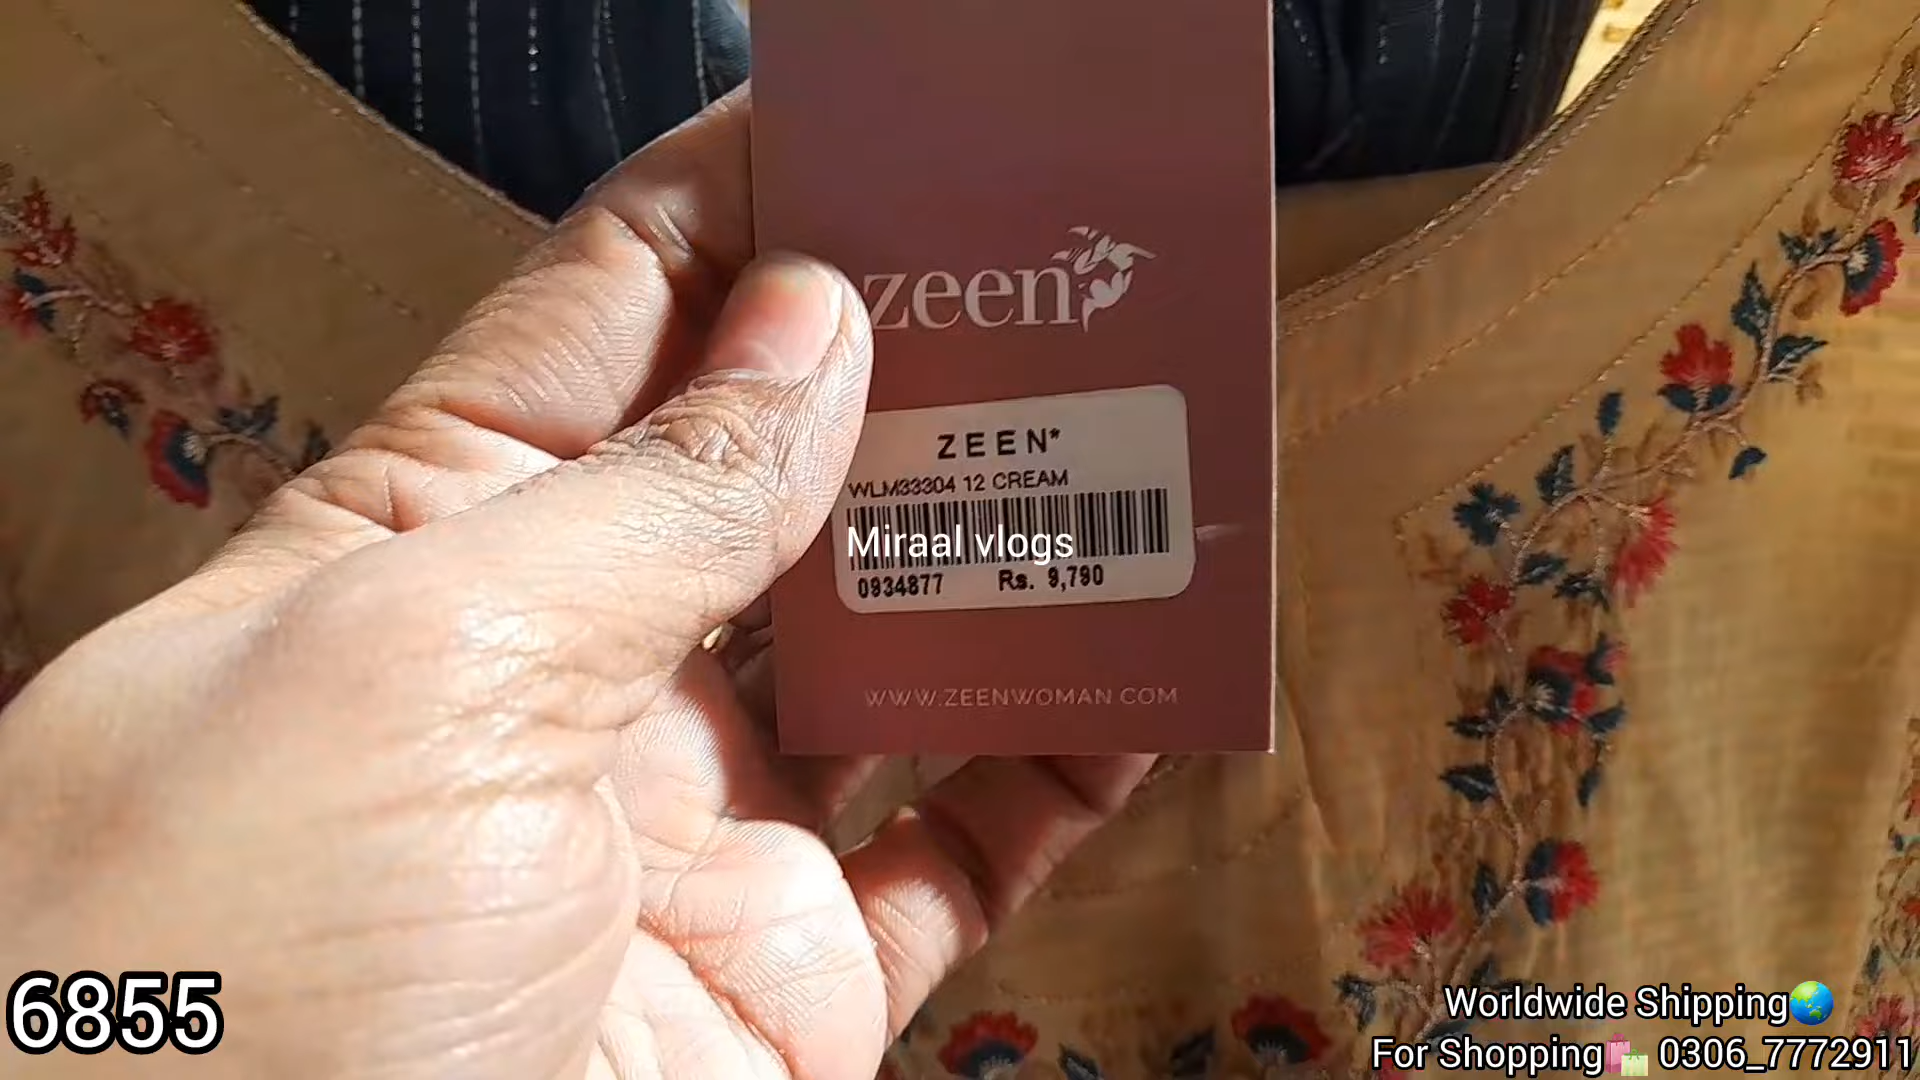 zeen
ZEEN*
WLM33304 12 CREAM
Miraal vlogs
0934877 Rs. 9,790
WWW.ZEENWOMAN.COM
6855
Worldwide Shipping🌏
For Shopping🛍️ 0306_7772911